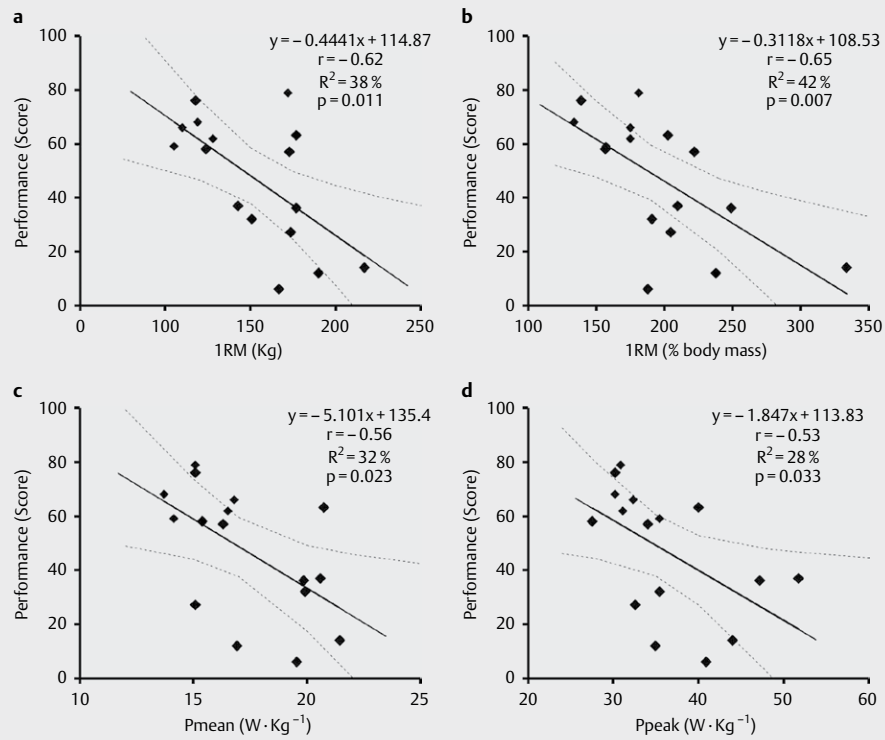 a
y = – 0.4441x + 114.87
r = – 0.62
R² = 38 %
p = 0.011
Performance (Score)
100
80
60
40
20
0
0 100 150 200 250
1RM (Kg)
b
y = – 0.3118x + 108.53
r = – 0.65
R² = 42 %
p = 0.007
Performance (Score)
100
80
60
40
20
0
100 150 200 250 300 350
1RM (% body mass)
c
y = – 5.101x + 135.4
r = – 0.56
R² = 32 %
p = 0.023
Performance (Score)
100
80
60
40
20
0
10 15 20 25
Pmean (W · Kg⁻¹)
d
y = – 1.847x + 113.83
r = – 0.53
R² = 28 %
p = 0.033
Performance (Score)
100
80
60
40
20
0
20 30 40 50 60
Ppeak (W · Kg⁻¹)